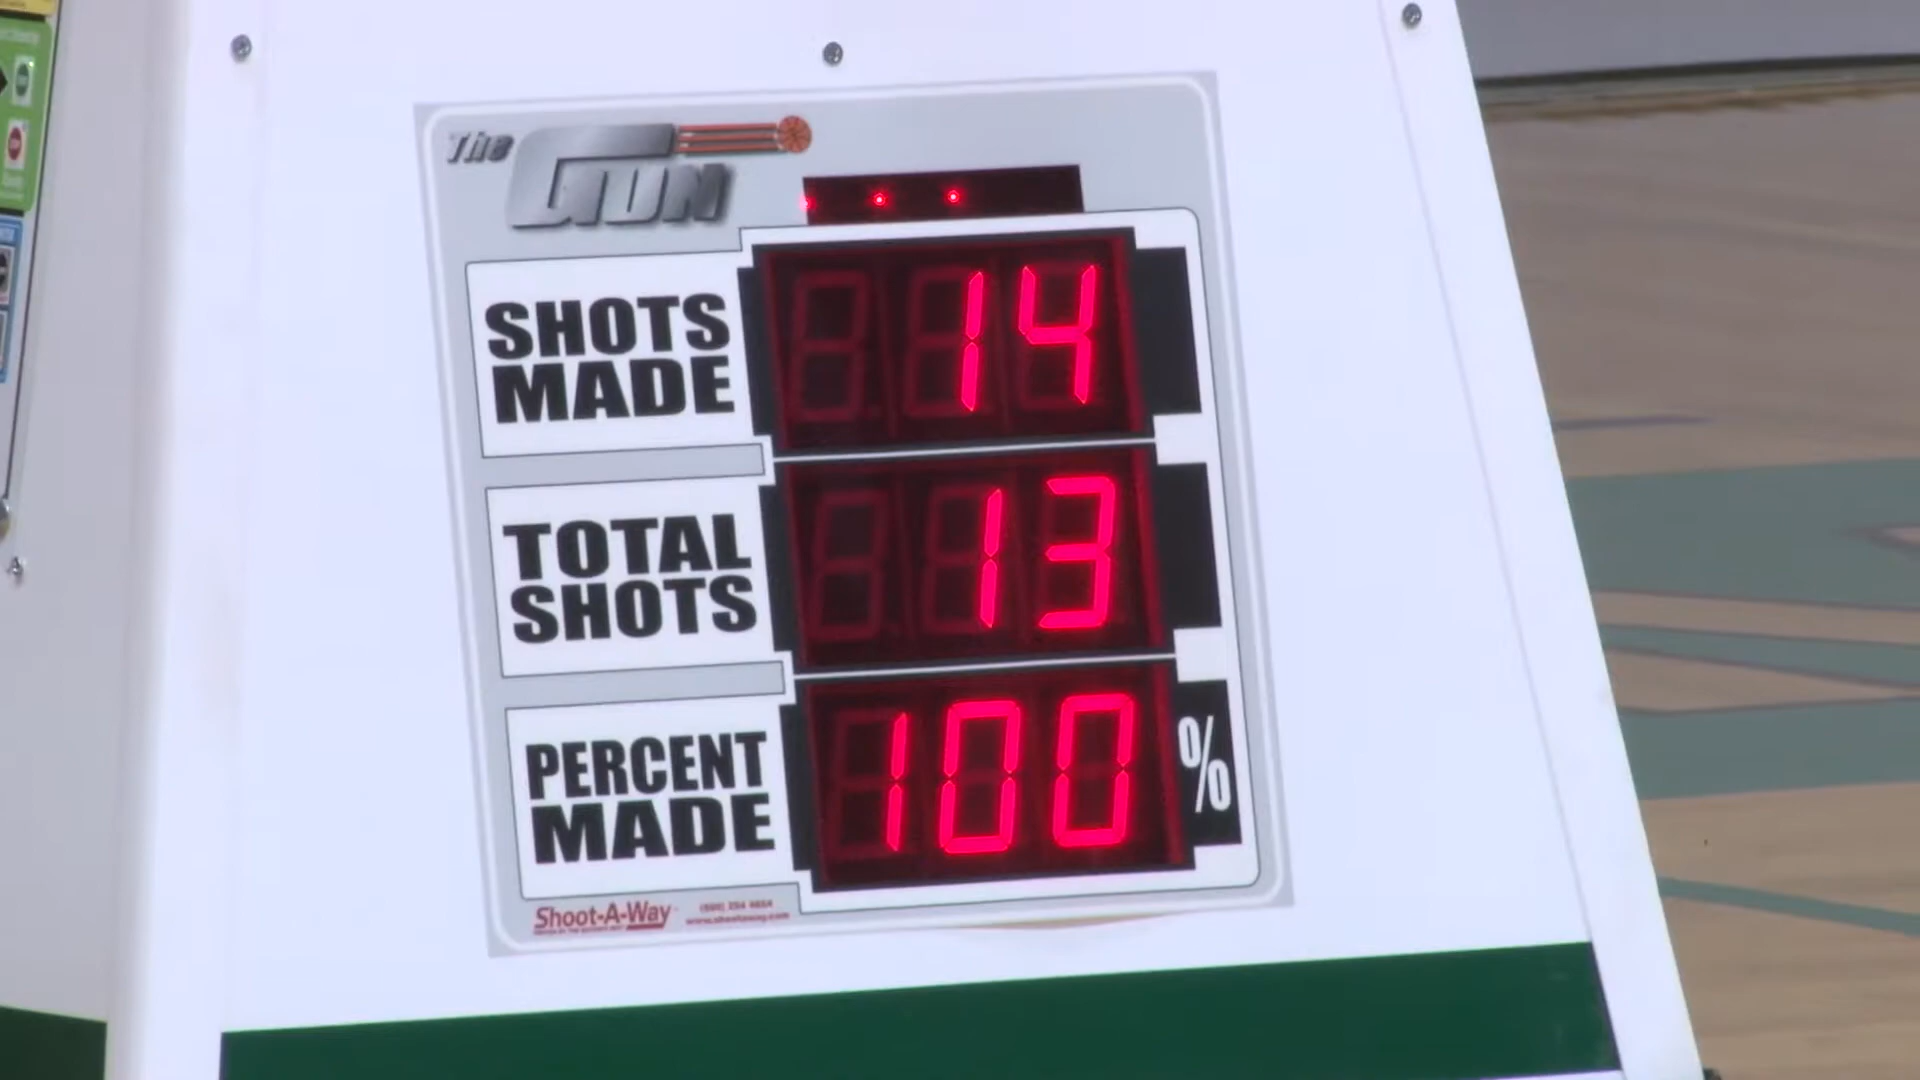 The GUN
SHOTS MADE
14
TOTAL SHOTS
13
PERCENT MADE
100 %
Shoot-A-Way